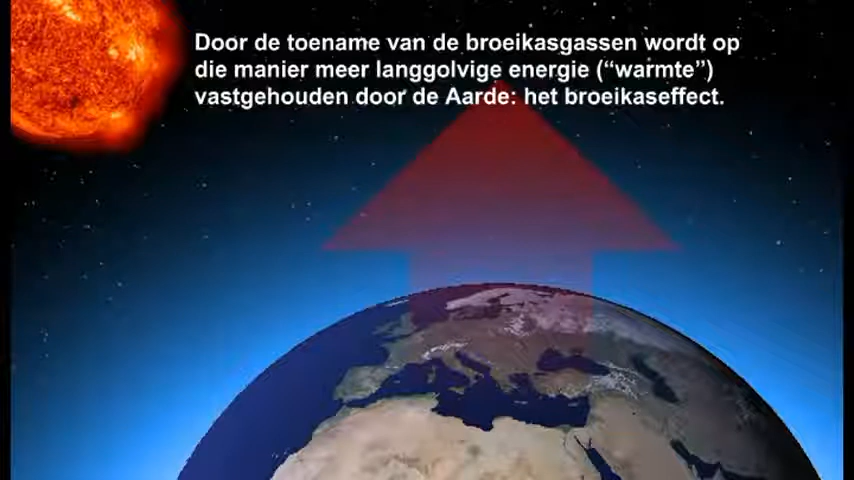 Door de toename van de broeikasgassen wordt op
die manier meer langgolvige energie (“warmte”)
vastgehouden door de Aarde: het broeikaseffect.